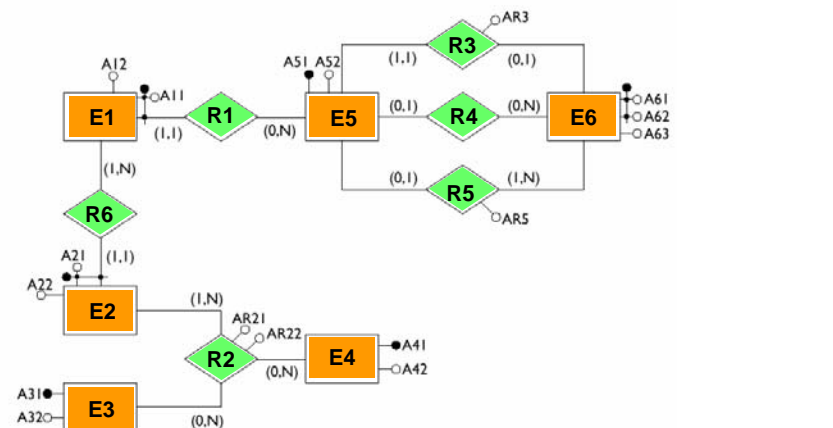 AR3
A12
R3
A51 A52
(1,1)
(0,1)
A11
A61
E1
R1
E5
(0,1)
R4
(0,N)
E6
A62
(1,1)
(0,N)
A63
(1,N)
(0,1)
R5
(1,N)
R6
AR5
A21
(1,1)
A22
E2
(1,N)
AR21
AR22
R2
E4
A41
(0,N)
A42
A31
E3
A32
(0,N)